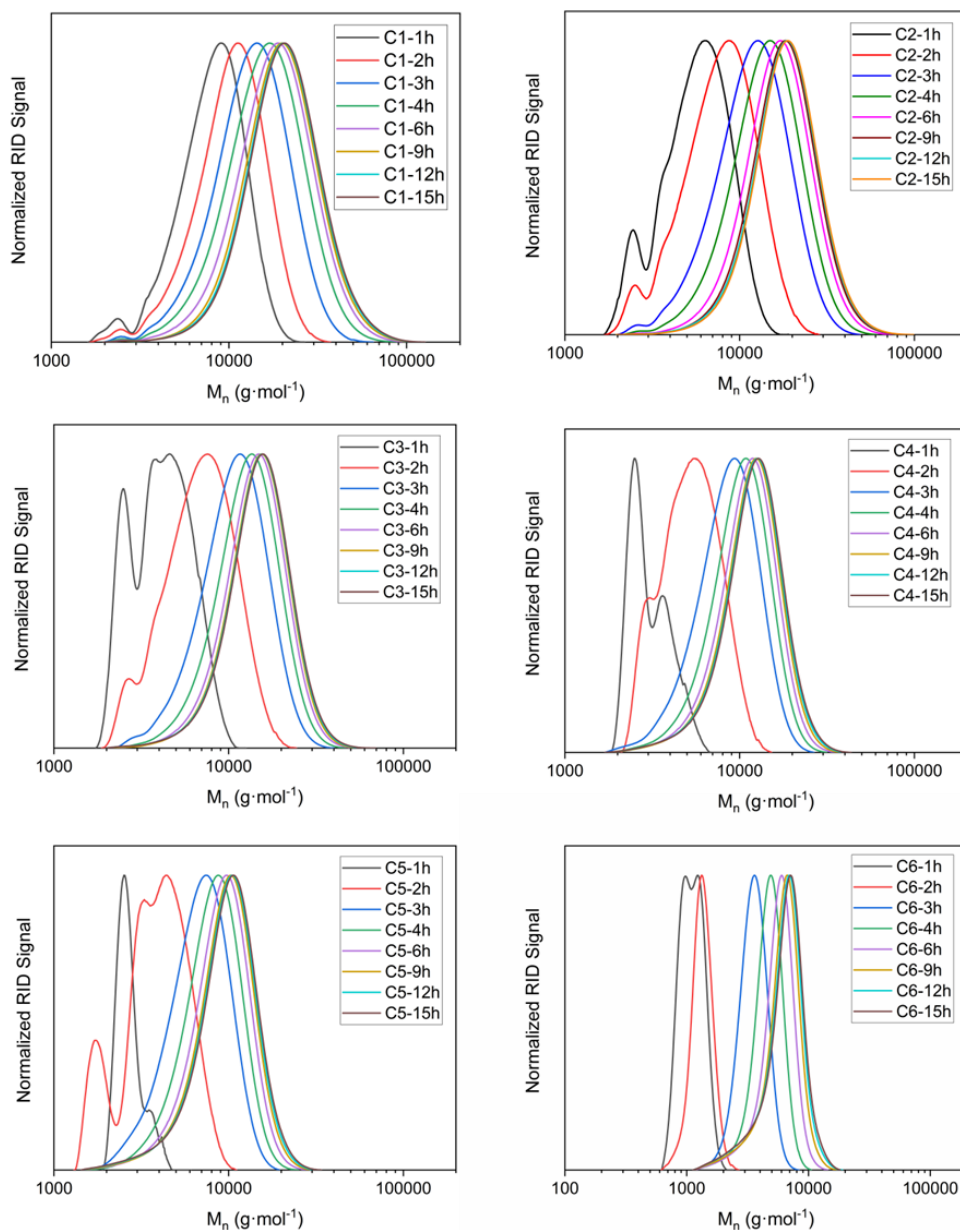 Normalized RID Signal
C1-1h
C1-2h
C1-3h
C1-4h
C1-6h
C1-9h
C1-12h
C1-15h
1000
10000
100000
Mn (g·mol-1)
Normalized RID Signal
C2-1h
C2-2h
C2-3h
C2-4h
C2-6h
C2-9h
C2-12h
C2-15h
1000
10000
100000
Mn (g·mol-1)
Normalized RID Signal
C3-1h
C3-2h
C3-3h
C3-4h
C3-6h
C3-9h
C3-12h
C3-15h
1000
10000
100000
Mn (g·mol-1)
Normalized RID Signal
C4-1h
C4-2h
C4-3h
C4-4h
C4-6h
C4-9h
C4-12h
C4-15h
1000
10000
100000
Mn (g·mol-1)
Normalized RID Signal
C5-1h
C5-2h
C5-3h
C5-4h
C5-6h
C5-9h
C5-12h
C5-15h
1000
10000
100000
Mn (g·mol-1)
Normalized RID Signal
C6-1h
C6-2h
C6-3h
C6-4h
C6-6h
C6-9h
C6-12h
C6-15h
100
1000
10000
100000
Mn (g·mol-1)